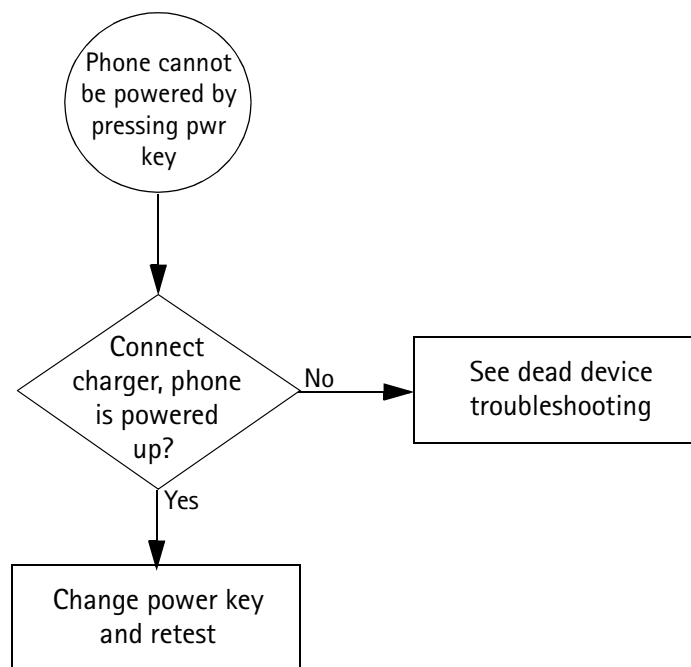 Phone cannot
be powered by
pressing pwr
key
Connect
charger, phone
is powered
up?
No
See dead device
troubleshooting
Yes
Change power key
and retest